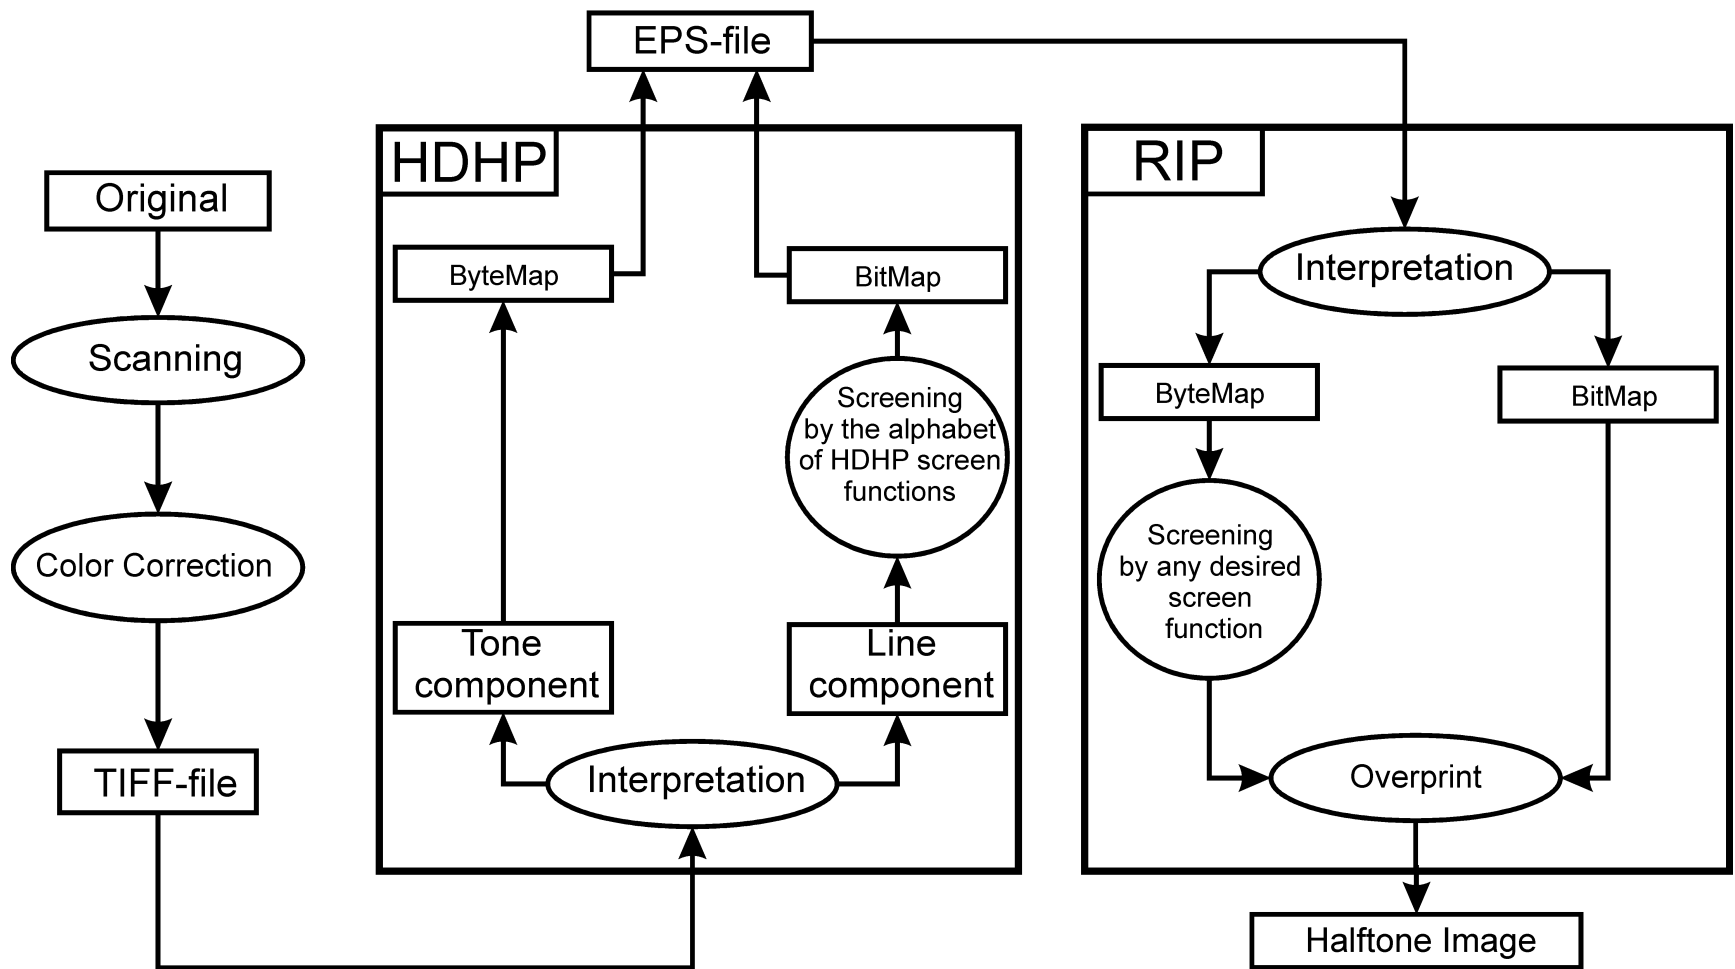 Original
Scanning
Color Correction
TIFF-file
EPS-file
HDHP
ByteMap
BitMap
Screening
by the alphabet
of HDHP screen
functions
Tone
component
Line
component
Interpretation
RIP
Interpretation
ByteMap
BitMap
Screening
by any desired
screen
function
Overprint
Halftone Image